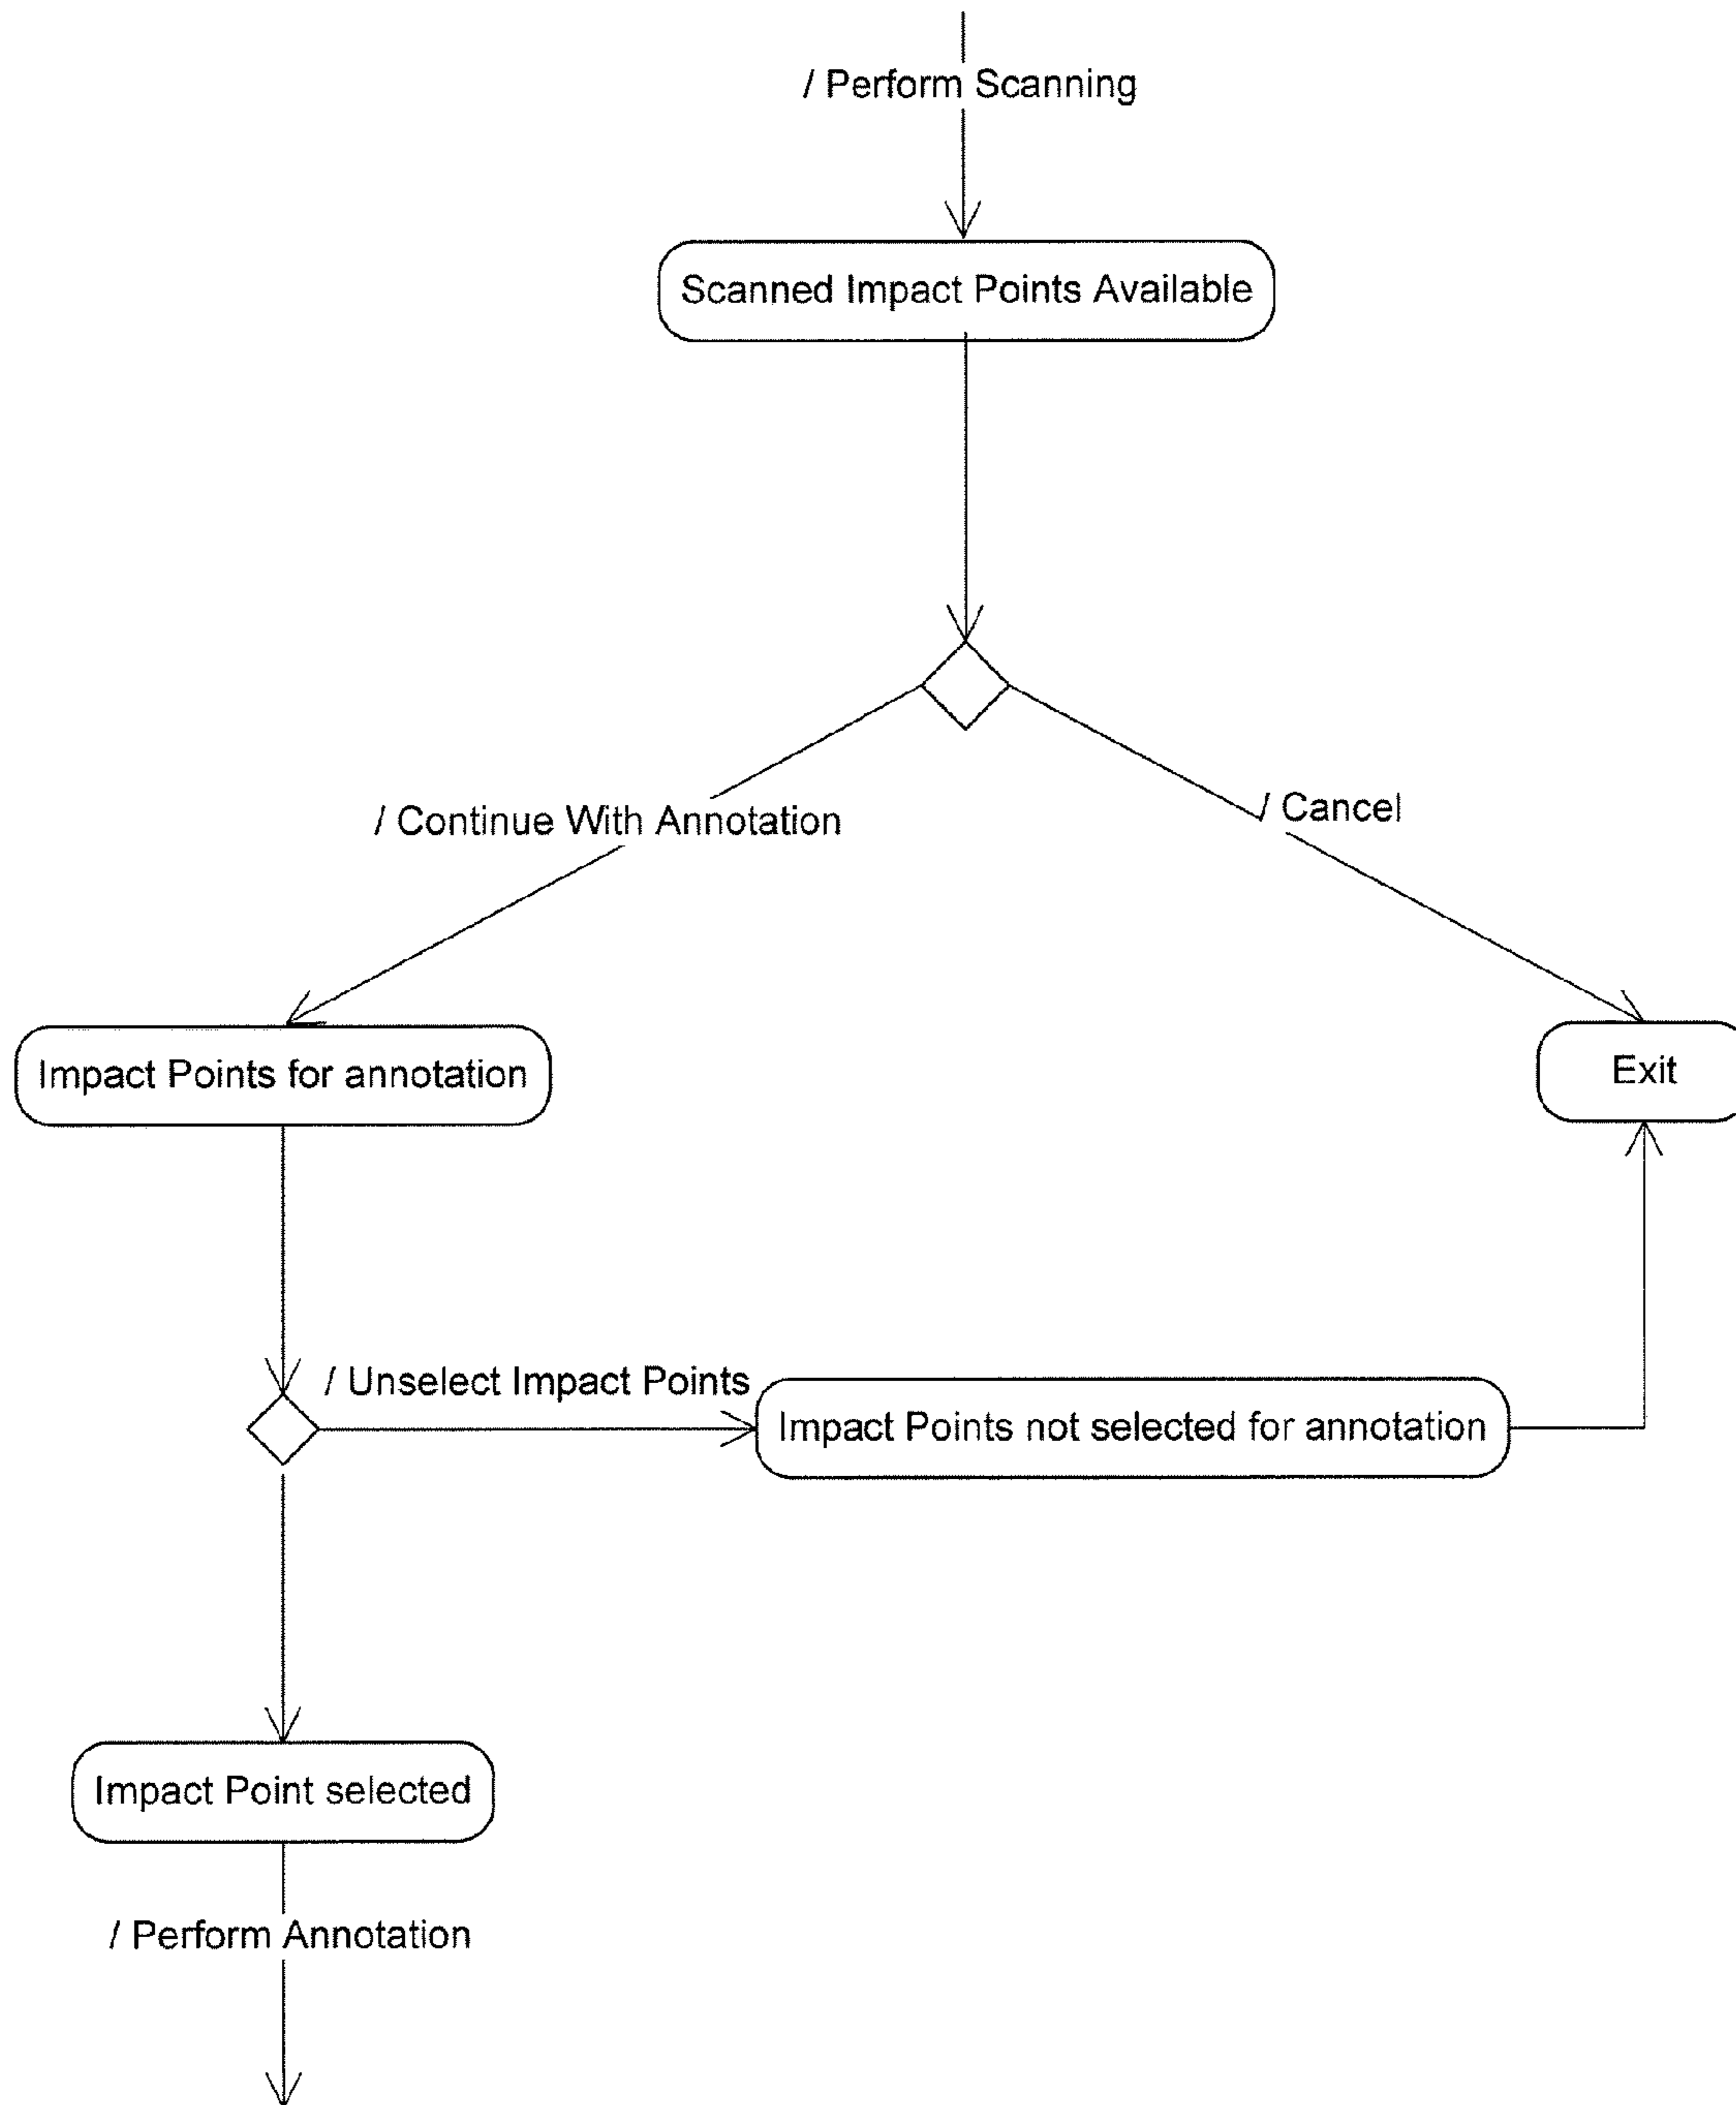 / Perform Scanning
Scanned Impact Points Available
/ Continue With Annotation
/ Cancel
Impact Points for annotation
Exit
/ Unselect Impact Points
Impact Points not selected for annotation
Impact Point selected
/ Perform Annotation